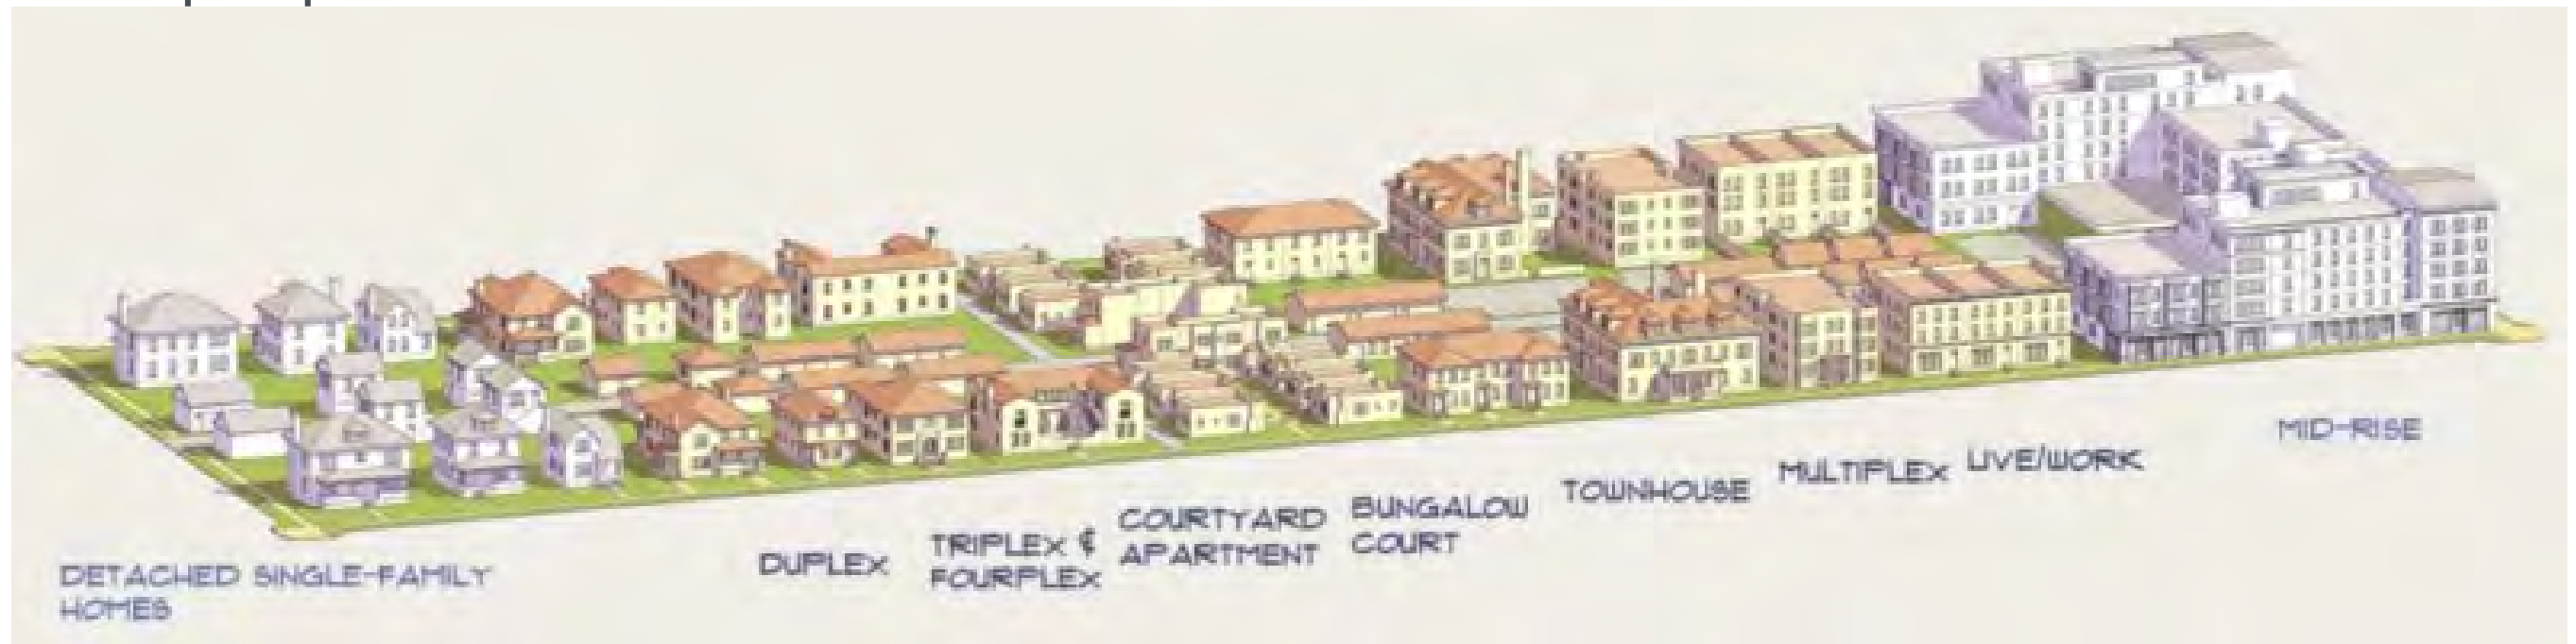 DETACHED SINGLE-FAMILY
HOMES
DUPLEX
TRIPLEX &
FOURPLEX
COURTYARD
APARTMENT
BUNGALOW
COURT
TOWNHOUSE
MULTIPLEX
LIVE/WORK
MID-RISE